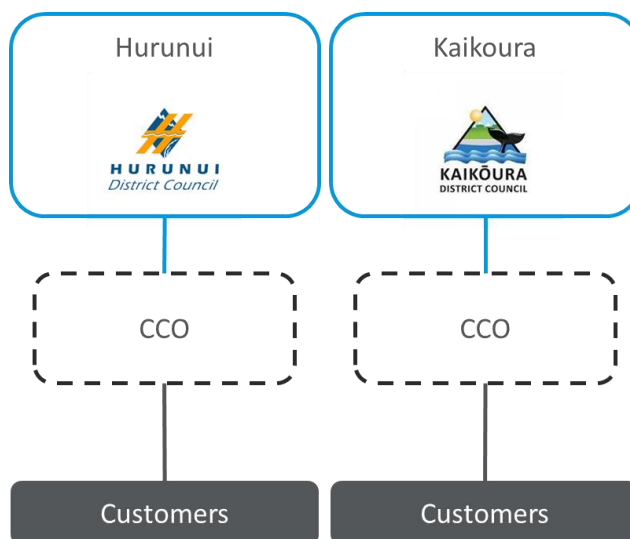 Hurunui
Kaikoura
HURUNUI
District Council
KAIKŌURA
DISTRICT COUNCIL
CCO
CCO
Customers
Customers